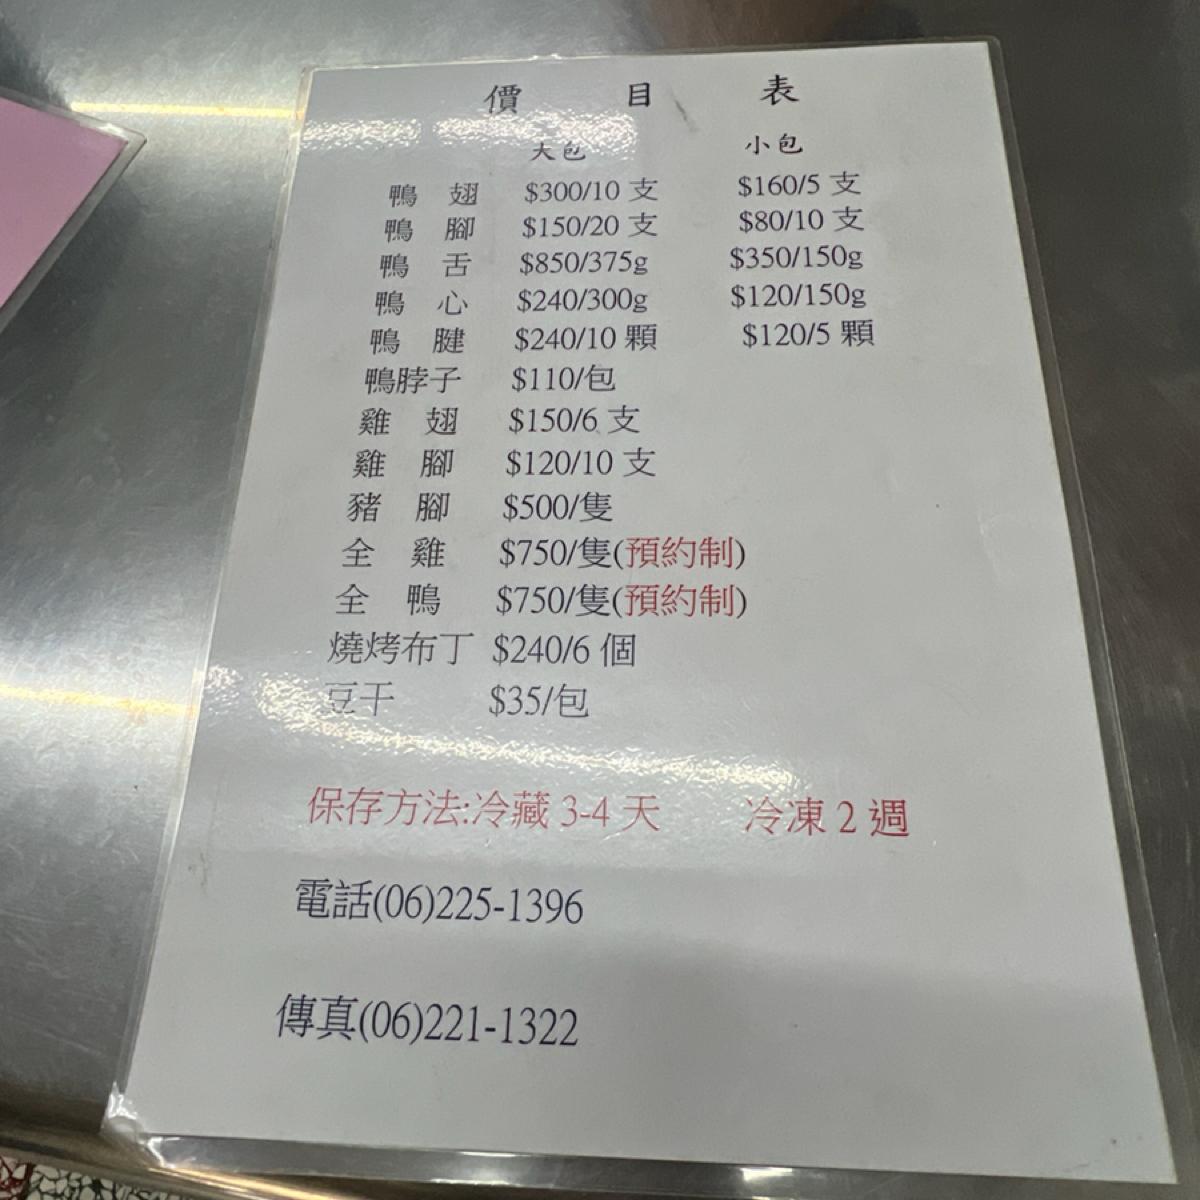 價 目 表
大包 小包
鴨 翅 $300/10 支 $160/5 支
鴨 腳 $150/20 支 $80/10 支
鴨 舌 $850/375g $350/150g
鴨 心 $240/300g $120/150g
鴨 腱 $240/10 顆 $120/5 顆
鴨脖子 $110/包
雞 翅 $150/6 支
雞 腳 $120/10 支
豬 腳 $500/隻
全 雞 $750/隻(預約制)
全 鴨 $750/隻(預約制)
燒烤布丁 $240/6 個
豆干 $35/包
保存方法:冷藏 3-4 天 冷凍 2 週
電話(06)225-1396
傳真(06)221-1322